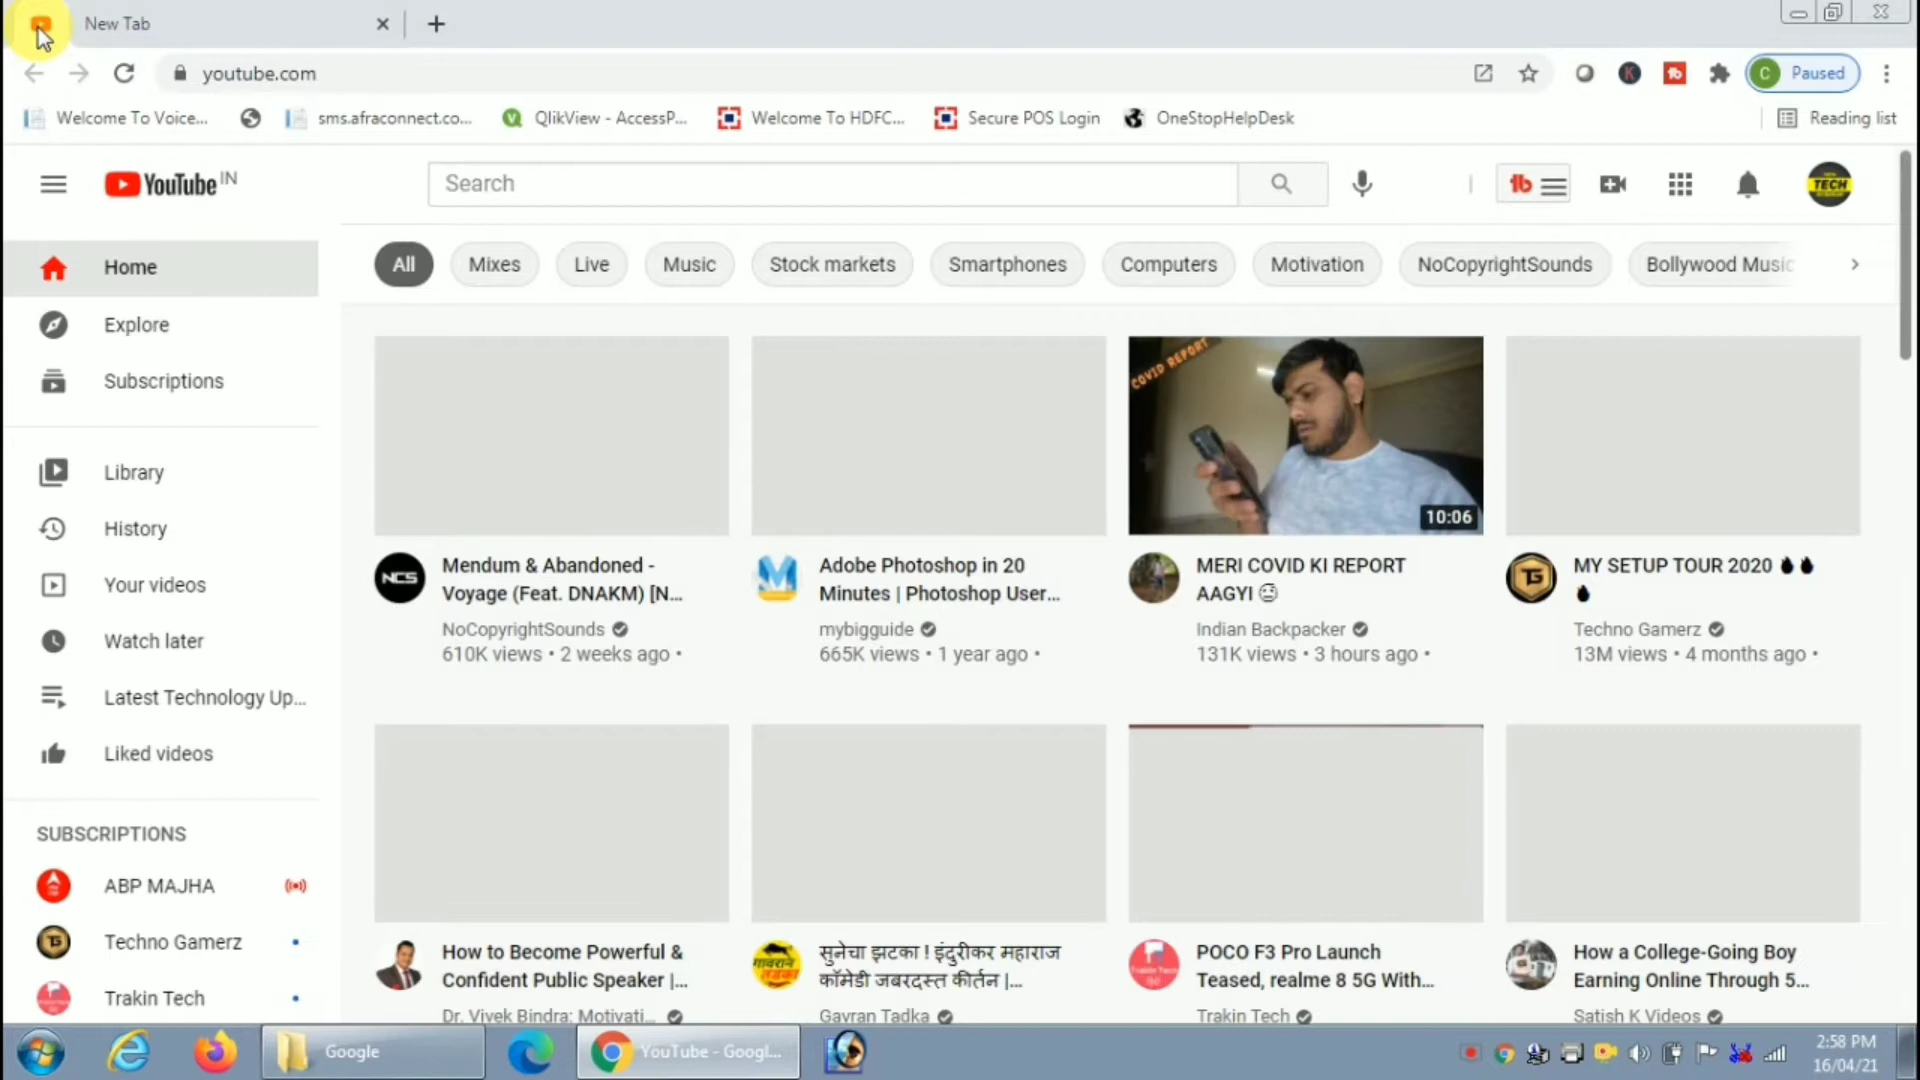 New Tab
youtube.com
C Paused
Welcome To Voice... sms.afraconnect.co... QlikView - AccessP... Welcome To HDFC... Secure POS Login OneStopHelpDesk Reading list
YouTube IN
Search
tb
TECH
Home
Explore
Subscriptions
Library
History
Your videos
Watch later
Latest Technology Up...
Liked videos
SUBSCRIPTIONS
ABP MAJHA
Techno Gamerz
Trakin Tech
All Mixes Live Music Stock markets Smartphones Computers Motivation NoCopyrightSounds Bollywood Music
COVID REPORT
10:06
NCS
Mendum & Abandoned -
Voyage (Feat. DNAKM) [N...
NoCopyrightSounds
610K views • 2 weeks ago •
Adobe Photoshop in 20
Minutes | Photoshop User...
mybigguide
665K views • 1 year ago •
MERI COVID KI REPORT
AAGYI
Indian Backpacker
131K views • 3 hours ago •
TG
MY SETUP TOUR 2020
Techno Gamerz
13M views • 4 months ago •
How to Become Powerful &
Confident Public Speaker |...
Dr. Vivek Bindra: Motivati...
गावरान
तडका
सुनेचा झटका ! इंदुरीकर महाराज
कॉमेडी जबरदस्त कीर्तन |...
Gavran Tadka
POCO F3 Pro Launch
Teased, realme 8 5G With...
Trakin Tech
How a College-Going Boy
Earning Online Through 5...
Satish K Videos
Google
YouTube - Googl...
2:58 PM
16/04/21